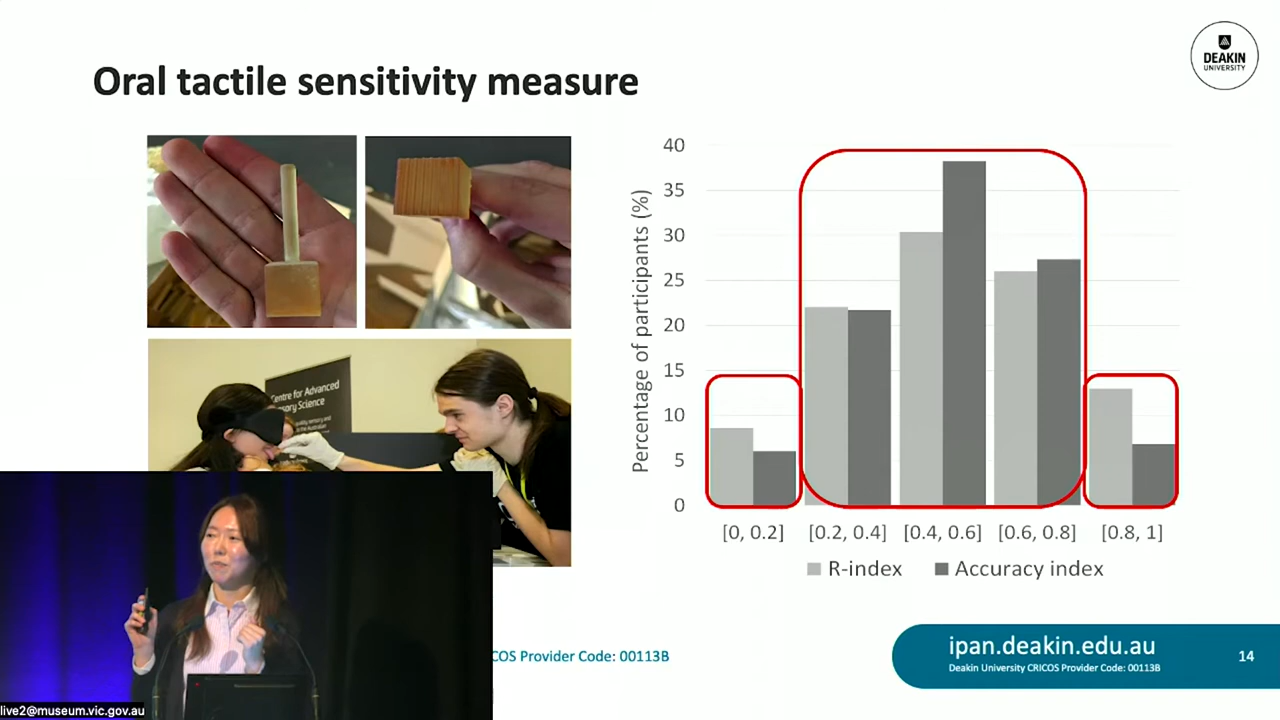 DEAKIN
UNIVERSITY
Oral tactile sensitivity measure
Centre for Advanced
Science
40
35
30
25
20
15
10
5
0
Percentage of participants (%)
[0, 0.2]
[0.2, 0.4]
[0.4, 0.6]
[0.6, 0.8]
[0.8, 1]
R-index
Accuracy index
COS Provider Code: 00113B
ipan.deakin.edu.au
Deakin University CRICOS Provider Code: 00113B
14
live2@museum.vic.gov.au